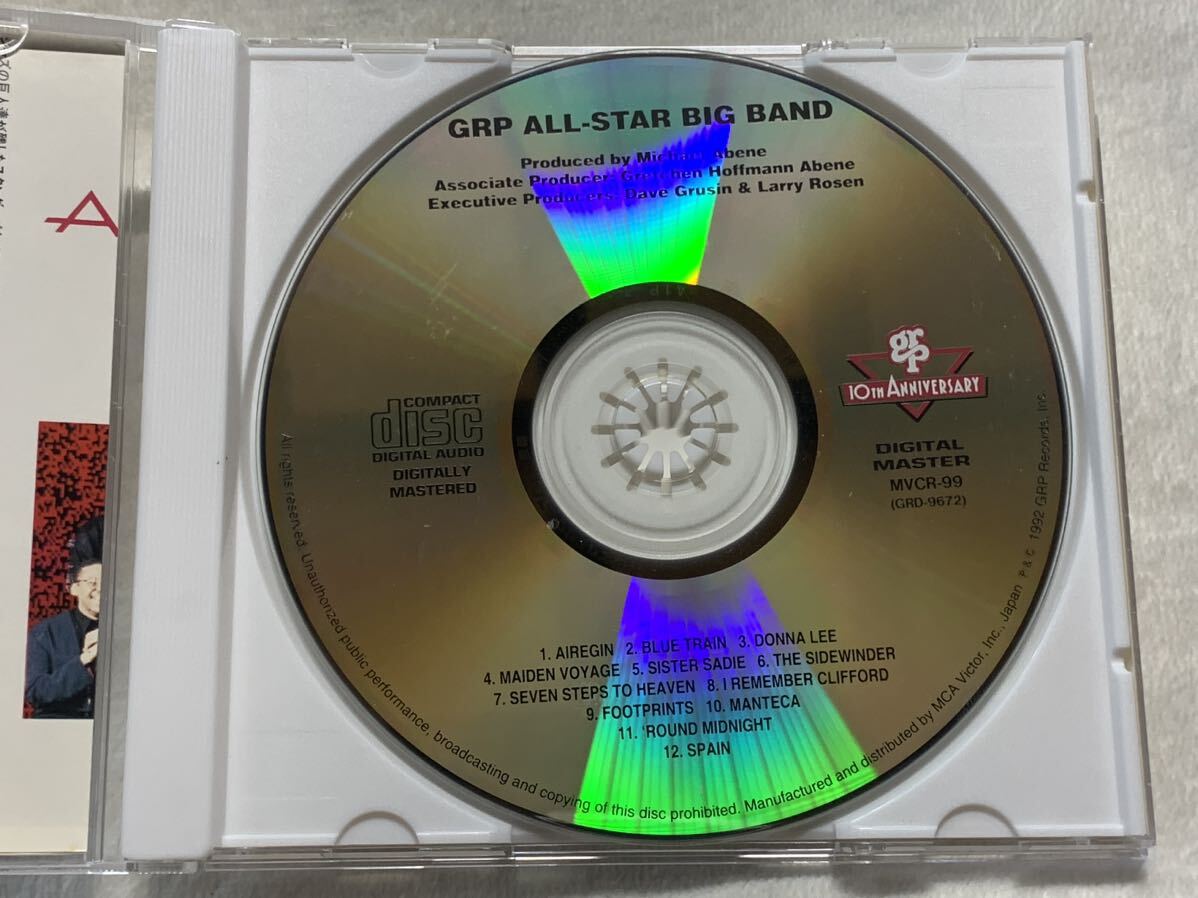 GRP ALL-STAR BIG BAND
Produced by Michael Abene
Associate Producer: Gretchen Hoffmann Abene
Executive Producers: Dave Grusin & Larry Rosen
COMPACT
disc
DIGITAL AUDIO
DIGITALLY
MASTERED
grp
10TH ANNIVERSARY
DIGITAL
MASTER
MVCR-99
(GRD-9672)
1. AIREGIN 2. BLUE TRAIN 3. DONNA LEE
4. MAIDEN VOYAGE 5. SISTER SADIE 6. THE SIDEWINDER
7. SEVEN STEPS TO HEAVEN 8. I REMEMBER CLIFFORD
9. FOOTPRINTS 10. MANTECA
11. 'ROUND MIDNIGHT
12. SPAIN
All rights reserved. Unauthorized public performance, broadcasting and copying of this disc prohibited. Manufactured and distributed by MCA Victor, Inc., Japan P & C 1992 GRP Records, Inc.
A